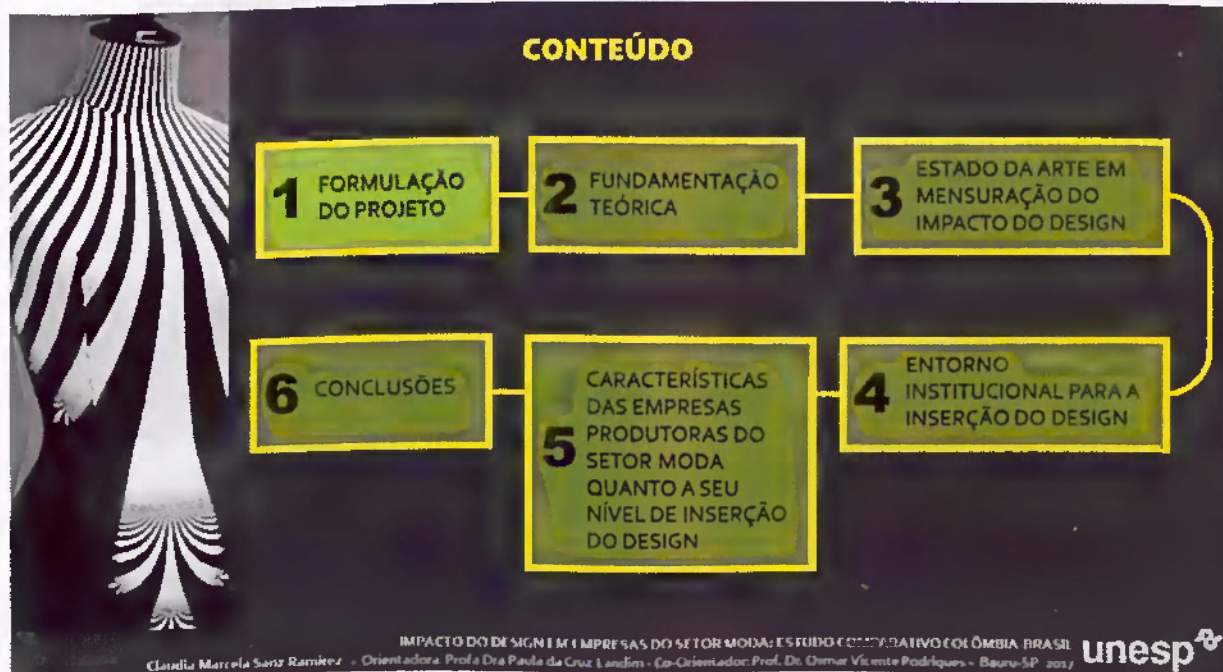 CONTEÚDO
1 FORMULAÇÃO
DO PROJETO
2 FUNDAMENTAÇÃO
TEÓRICA
3 ESTADO DA ARTE EM
MENSURAÇÃO DO
IMPACTO DO DESIGN
4 ENTORNO
INSTITUCIONAL PARA A
INSERÇÃO DO DESIGN
5 CARACTERÍSTICAS
DAS EMPRESAS
PRODUTORAS DO
SETOR MODA
QUANTO A SEU
NÍVEL DE INSERÇÃO
DO DESIGN
6 CONCLUSÕES
IMPACTO DO DESIGN EM EMPRESAS DO SETOR MODA: ESTUDO COMPARATIVO COLÔMBIA BRASIL
Claudia Marcela Sanz Ramírez - Orientadora: Profa Dra Paula da Cruz Landim - Co-Orientador: Prof. Dr. Osmar Vicente Rodrigues - Bauru-SP 2017
unesp